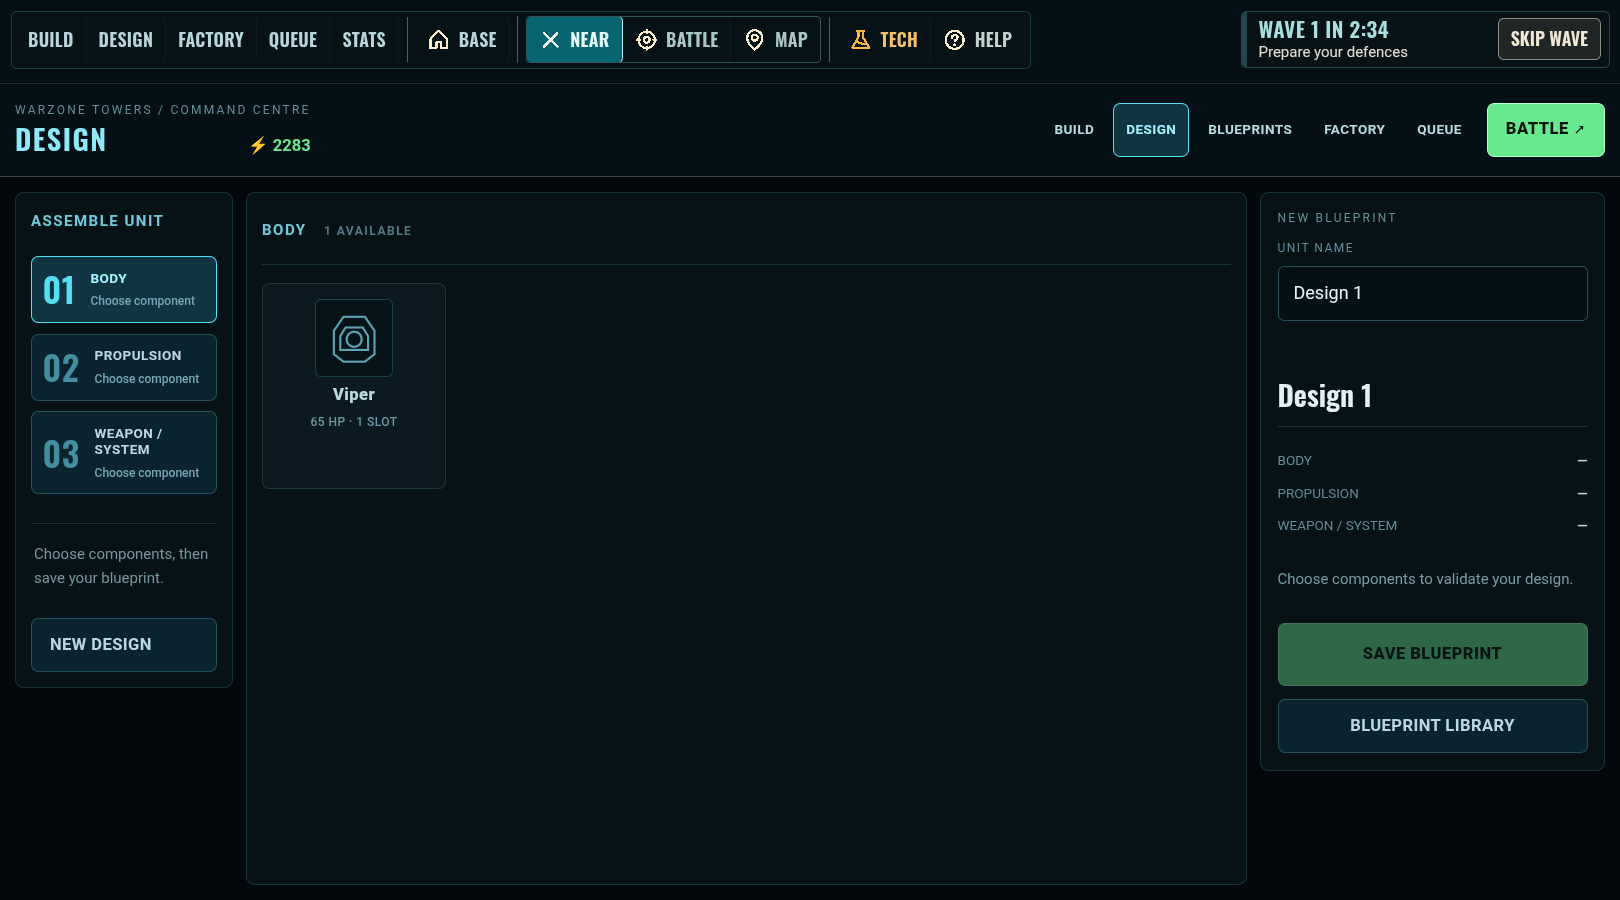 BUILD DESIGN FACTORY QUEUE STATS BASE NEAR BATTLE MAP TECH HELP
WAVE 1 IN 2:34
Prepare your defences
SKIP WAVE
WARZONE TOWERS / COMMAND CENTRE
DESIGN
⚡ 2283
BUILD DESIGN BLUEPRINTS FACTORY QUEUE BATTLE ↗
ASSEMBLE UNIT
01 BODY
Choose component
02 PROPULSION
Choose component
03 WEAPON /
SYSTEM
Choose component
Choose components, then
save your blueprint.
NEW DESIGN
BODY 1 AVAILABLE
Viper
65 HP · 1 SLOT
NEW BLUEPRINT
UNIT NAME
Design 1
Design 1
BODY –
PROPULSION –
WEAPON / SYSTEM –
Choose components to validate your design.
SAVE BLUEPRINT
BLUEPRINT LIBRARY